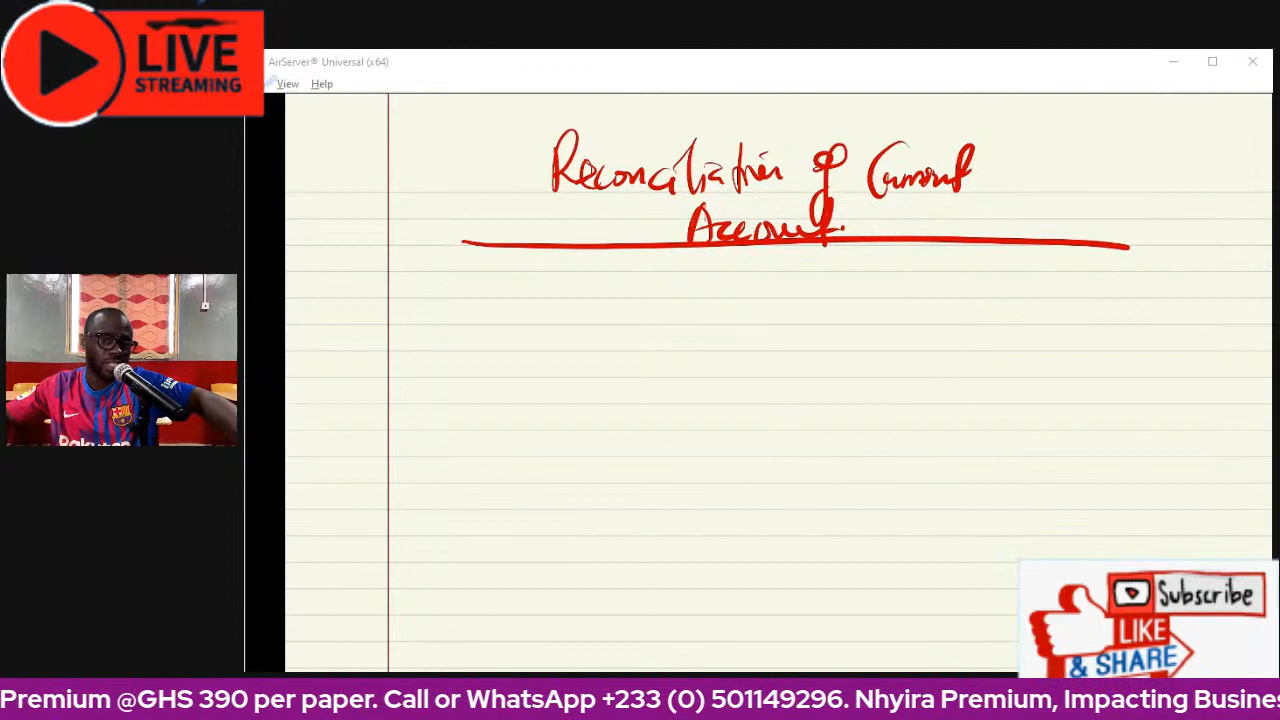 LIVE
STREAMING
AirServer® Universal (x64)
View Help
Reconciliation of Current
Account.
Rakuten
Subscribe
LIKE
& SHARE
Premium @GHS 390 per paper. Call or WhatsApp +233 (0) 501149296. Nhyira Premium, Impacting Busines